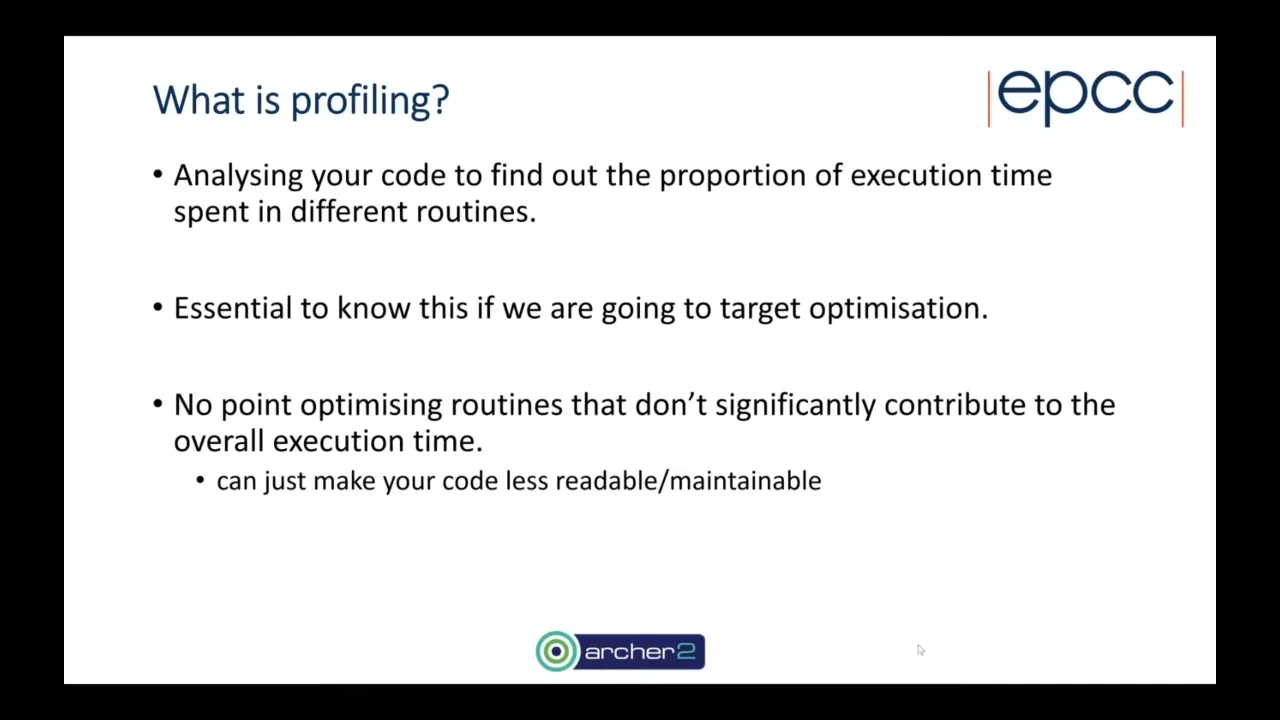 What is profiling?
|epcc|
• Analysing your code to find out the proportion of execution time
spent in different routines.
• Essential to know this if we are going to target optimisation.
• No point optimising routines that don’t significantly contribute to the
overall execution time.
• can just make your code less readable/maintainable
archer2